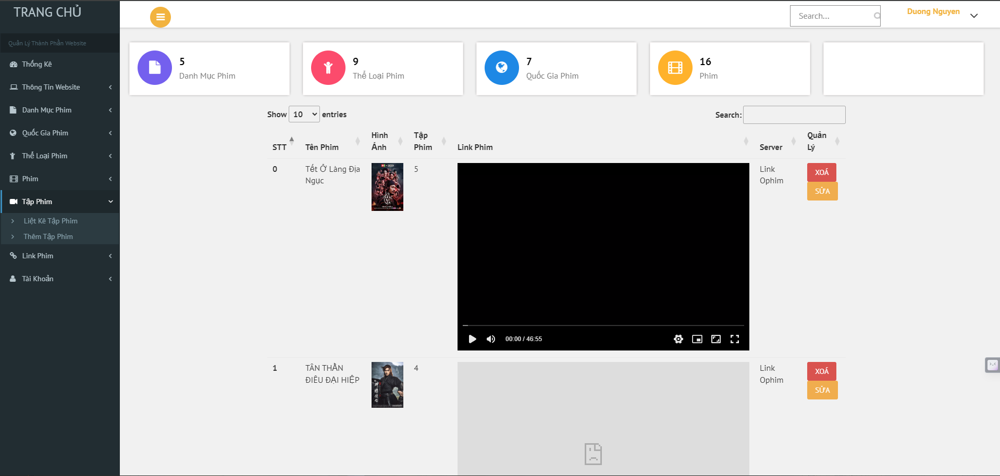 TRANG CHỦ
Search...
Duong Nguyen
Quản Lý Thành Phần Website
Thống Kê
Thông Tin Website
Danh Mục Phim
Quốc Gia Phim
Thể Loại Phim
Phim
Tập Phim
Liệt Kê Tập Phim
Thêm Tập Phim
Link Phim
Tài Khoản
5
Danh Mục Phim
9
Thể Loại Phim
7
Quốc Gia Phim
16
Phim
Show 10 entries
Search:
STT
Tên Phim
Hình
Ảnh
Tập
Phim
Link Phim
Server
Quản
Lý
0
Tết Ở Làng Địa
Ngục
5
00:00 / 46:55
Link
Ophim
XOÁ
SỬA
1
TÂN THẦN
ĐIÊU ĐẠI HIỆP
4
Link
Ophim
XOÁ
SỬA